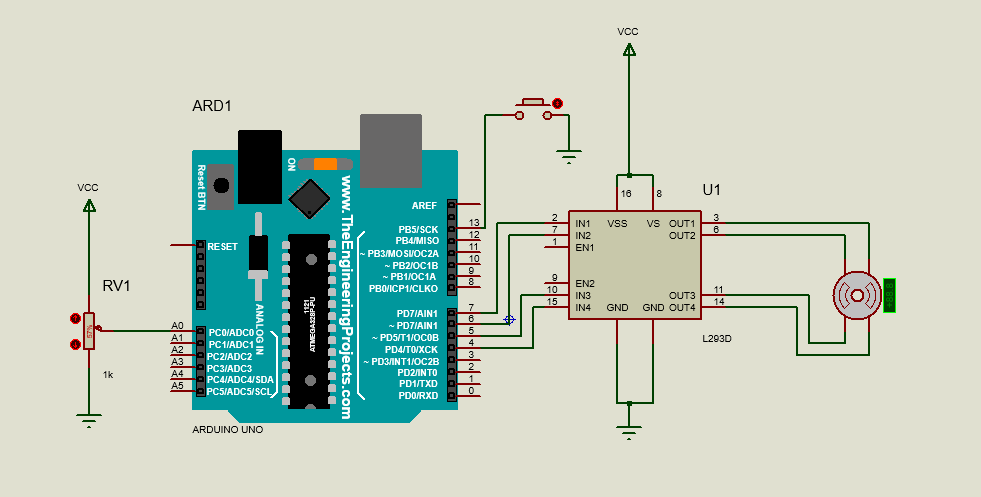 VCC
ARD1
ON
Reset BTN
www.TheEngineeringProjects.com
AREF
13
PB5/SCK
12
PB4/MISO
11
~ PB3/MOSI/OC2A
10
~ PB2/OC1B
9
~ PB1/OC1A
8
PB0/ICP1/CLKO
RESET
7
PD7/AIN1
6
~ PD7/AIN1
5
~ PD5/T1/OC0B
4
PD4/T0/XCK
3
~ PD3/INT1/OC2B
2
PD2/INT0
1
PD1/TXD
0
PD0/RXD
1121
ATMEGA328P-PU
ANALOG IN
A0
PC0/ADC0
A1
PC1/ADC1
A2
PC2/ADC2
A3
PC3/ADC3
A4
PC4/ADC4/SDA
A5
PC5/ADC5/SCL
ARDUINO UNO
VCC
RV1
1k
U1
16
8
VSS
VS
2
IN1
OUT1
3
7
IN2
OUT2
6
1
EN1
9
EN2
10
IN3
OUT3
11
15
IN4
GND
GND
OUT4
14
L293D